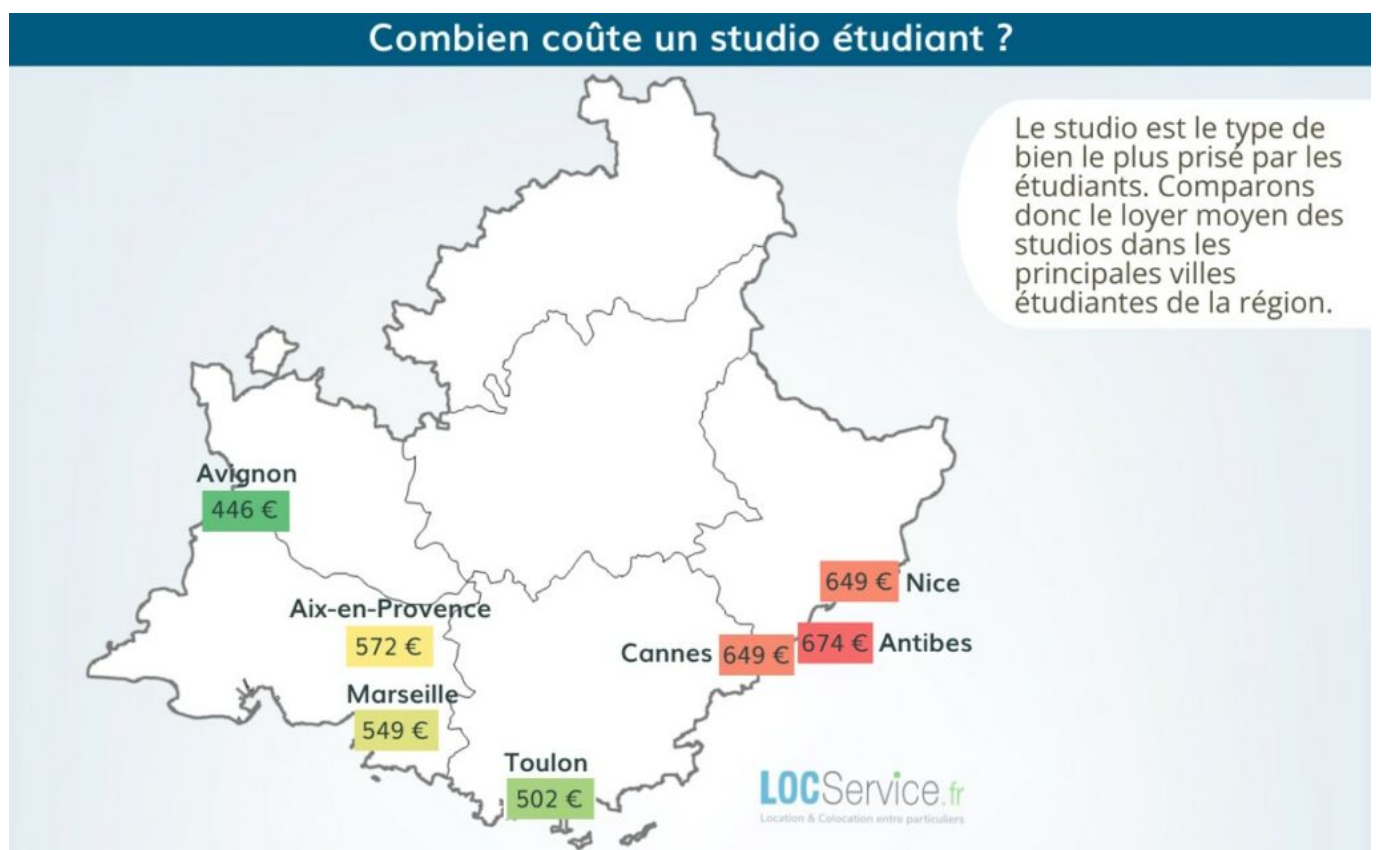 Combien coûte un studio étudiant ?
Le studio est le type de
bien le plus prisé par les
étudiants. Comparons
donc le loyer moyen des
studios dans les
principales villes
étudiantes de la région.
Avignon
446 €
Aix-en-Provence
572 €
Marseille
549 €
Toulon
502 €
649 € Nice
Cannes 649 €
674 € Antibes
LOCService.fr
Location & Colocation entre particuliers